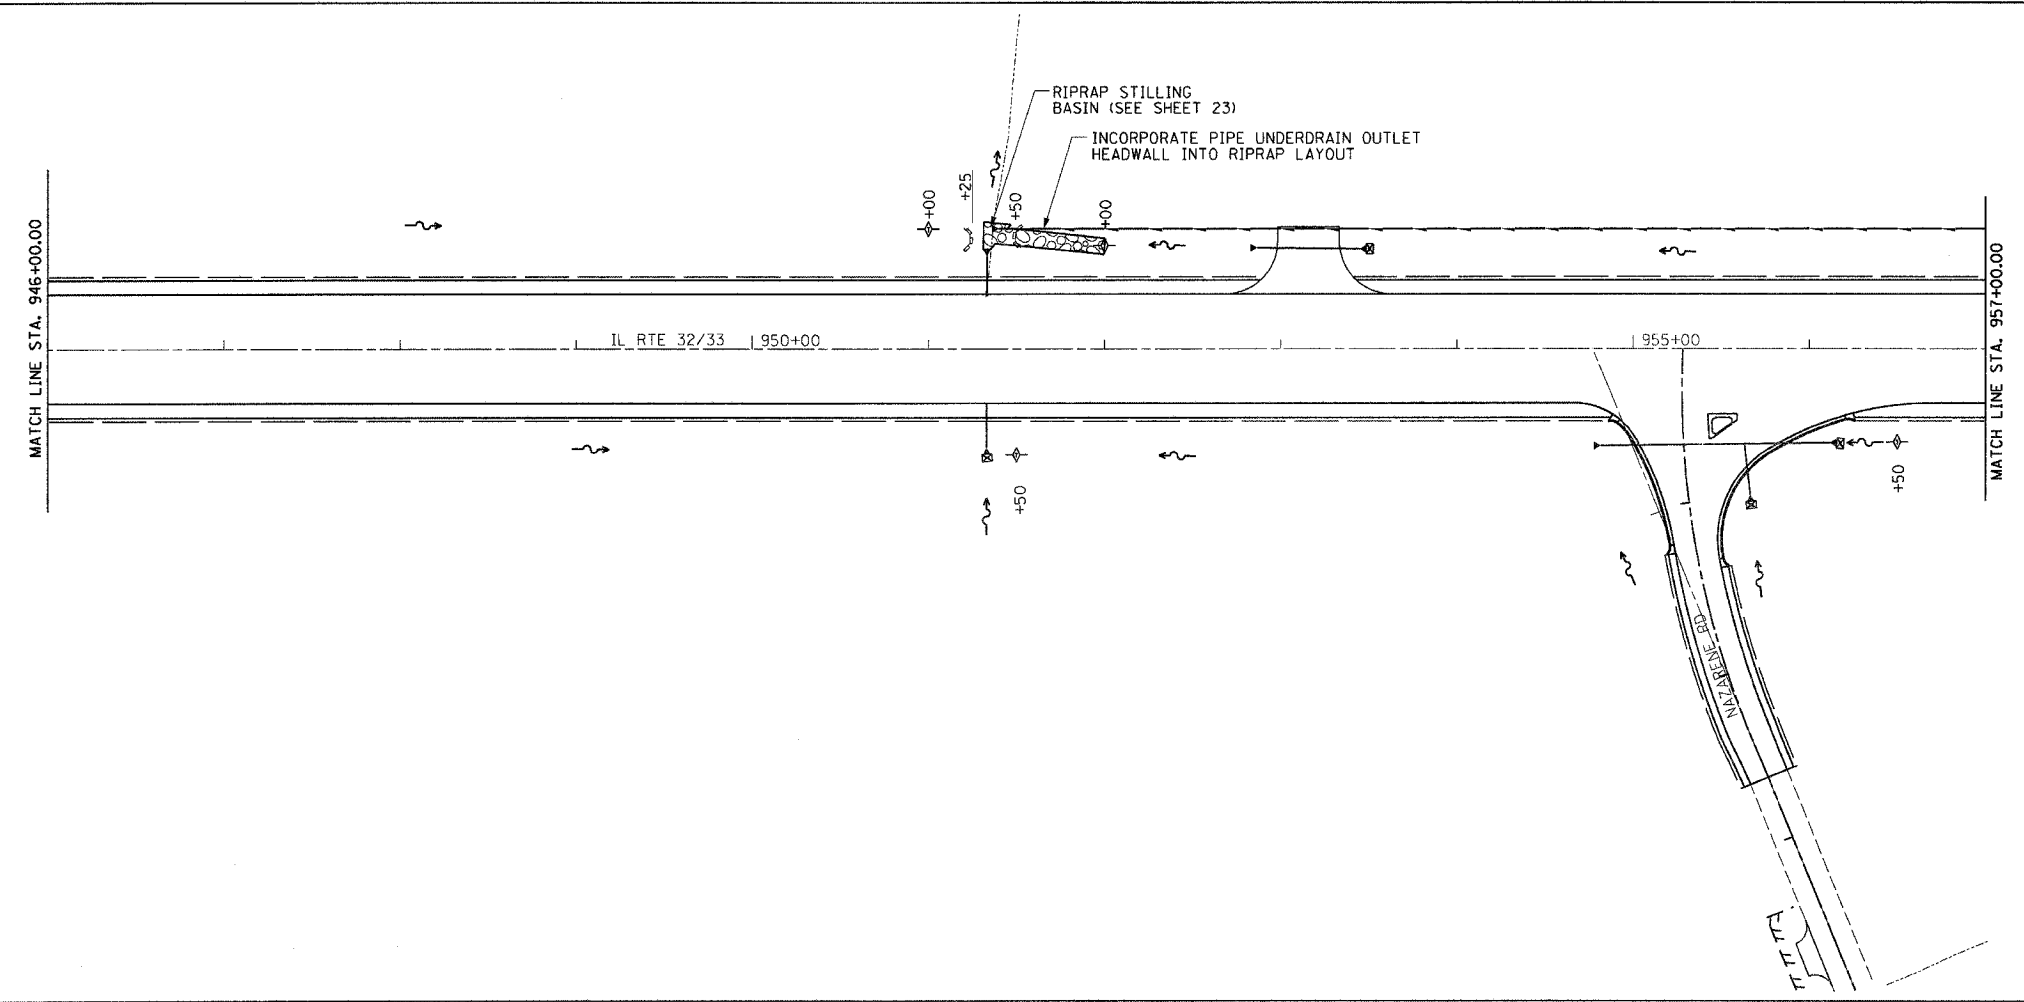 RIPRAP STILLING
BASIN (SEE SHEET 23)
INCORPORATE PIPE UNDERDRAIN OUTLET
HEADWALL INTO RIPRAP LAYOUT
+00
+25
+50
+00
MATCH LINE STA. 946+00.00
MATCH LINE STA. 957+00.00
IL RTE 32/33
950+00
955+00
+50
+50
NAZARENE RD